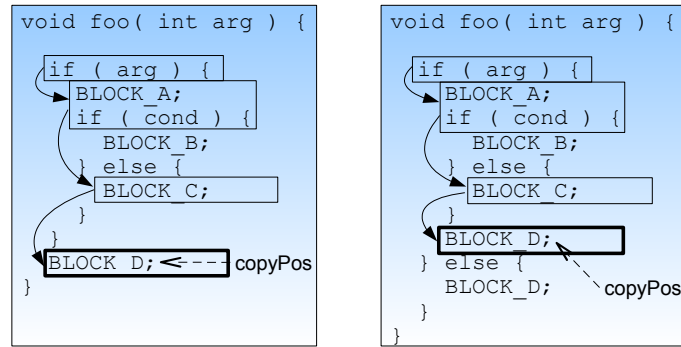 void foo( int arg ) {
if ( arg ) {
BLOCK_A;
if ( cond ) {
BLOCK_B;
} else {
BLOCK_C;
}
}
BLOCK_D; copyPos
}
void foo( int arg ) {
if ( arg ) {
BLOCK_A;
if ( cond ) {
BLOCK_B;
} else {
BLOCK_C;
}
BLOCK_D;
} else {
BLOCK_D; copyPos
}
}